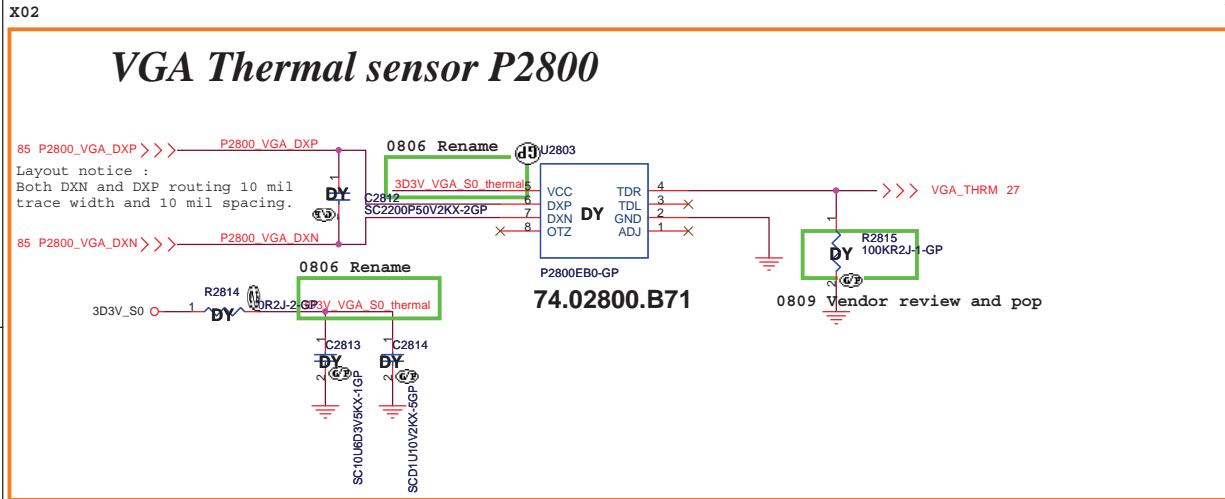 X02
VGA Thermal sensor P2800
85 P2800_VGA_DXP
P2800_VGA_DXP
Layout notice :
Both DXN and DXP routing 10 mil
trace width and 10 mil spacing.
85 P2800_VGA_DXN
P2800_VGA_DXN
1
DY
C2812
SC2200P50V2KX-2GP
0806 Rename
3D3V_VGA_S0_thermal
GP
U2803
5 VCC
6 DXP
7 DXN
8 OTZ
DY
TDR 4
TDL 3
GND 2
ADJ 1
P2800EB0-GP
74.02800.B71
VGA_THRM 27
1
R2815
100KR2J-1-GP
DY
2
0809 Vendor review and pop
0806 Rename
3D3V_S0
1
R2814
DY
0R2J-2-GP
3D3V_VGA_S0_thermal
1
C2813
DY
2
SC10U6D3V5KX-1GP
1
C2814
DY
2
SCD1U10V2KX-5GP